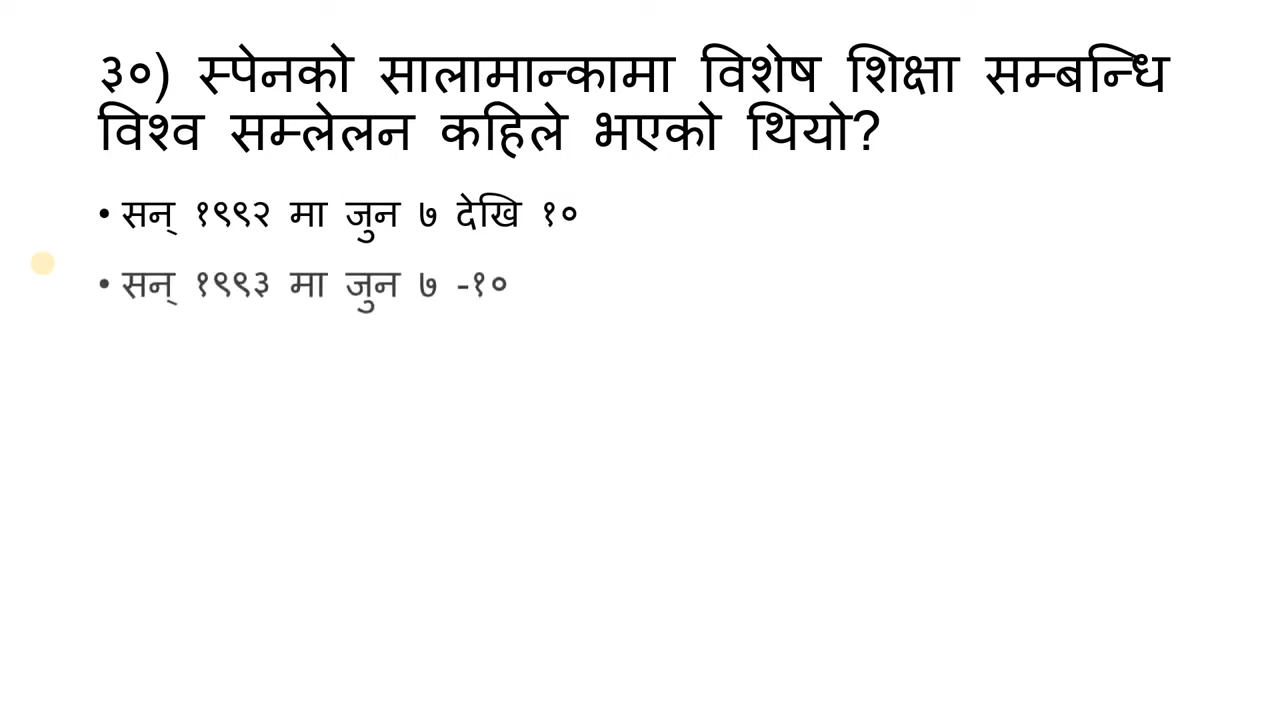 ३०) स्पेनको सालामान्कामा विशेष शिक्षा सम्बन्धि
विश्व सम्लेलन कहिले भएको थियो?
• सन् १९९२ मा जुन ७ देखि १०
• सन् १९९३ मा जुन ७ -१०